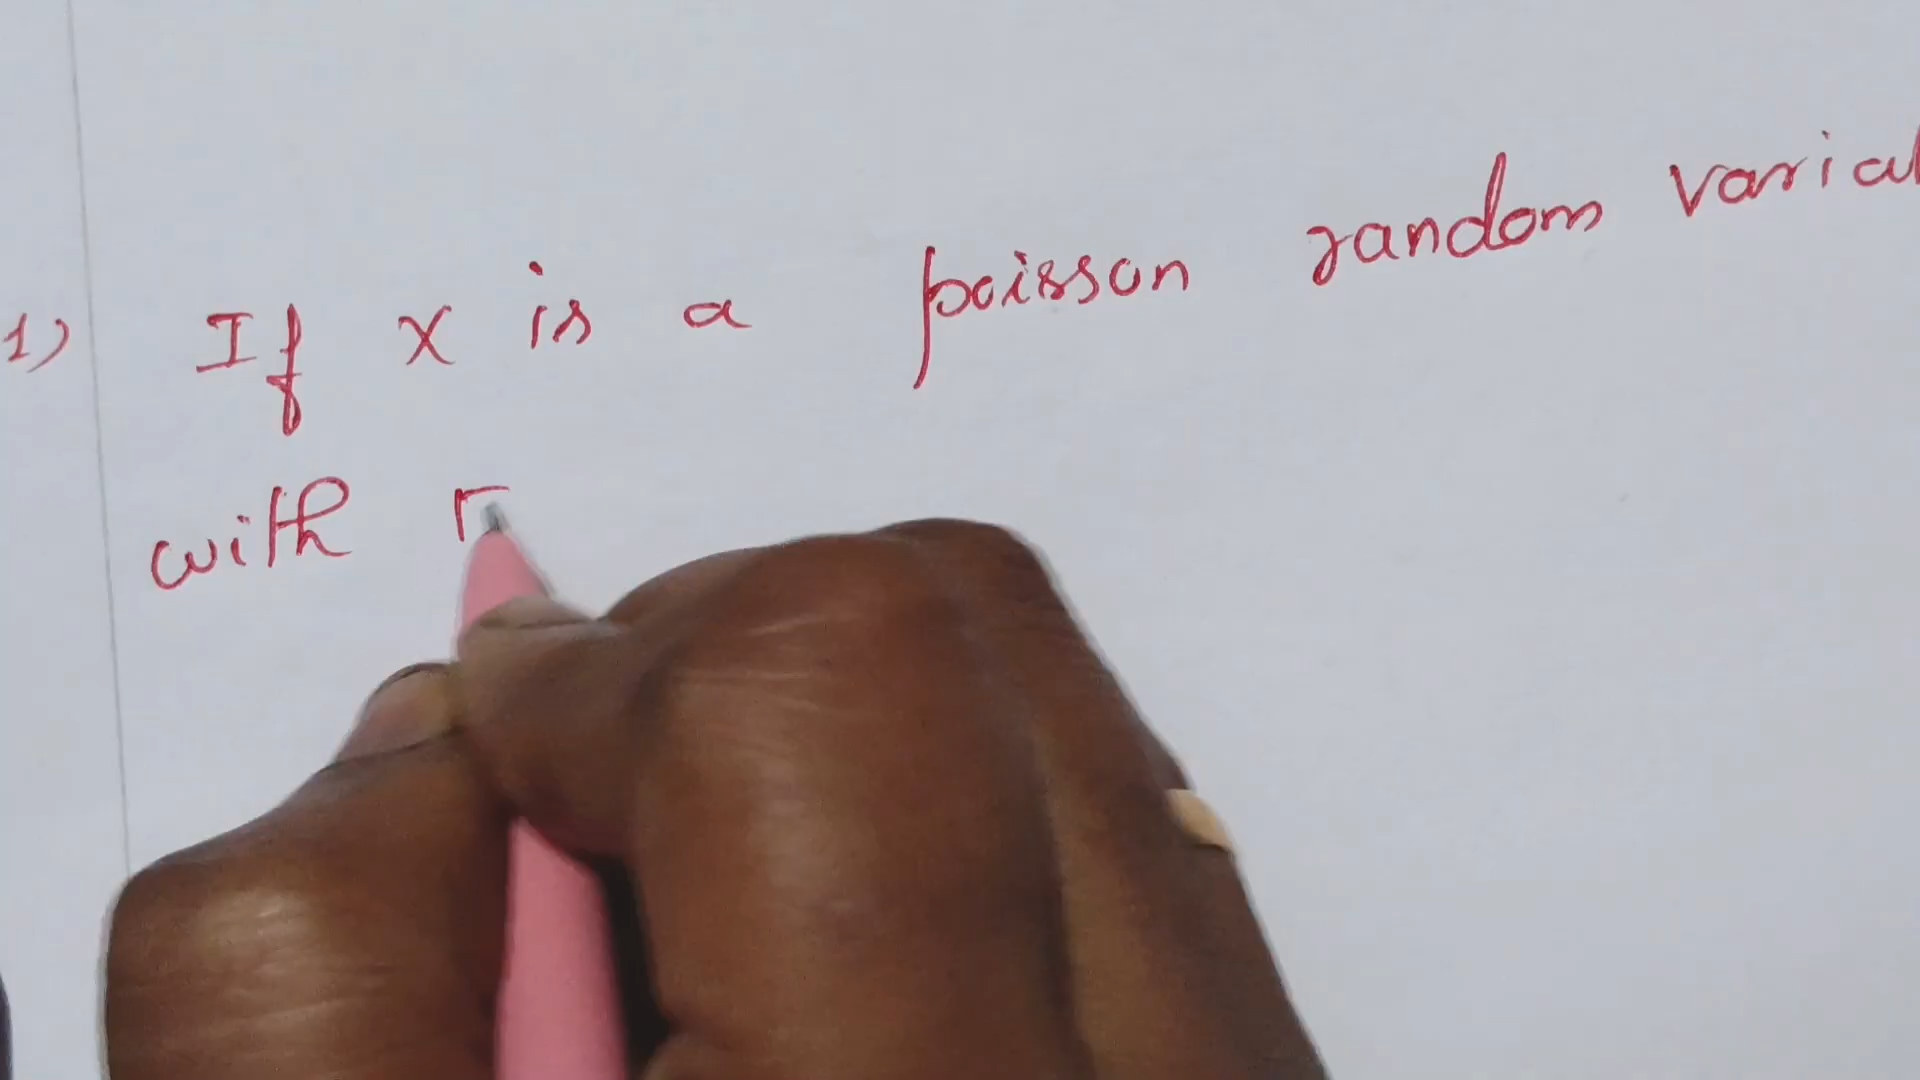 1) If X is a poisson random
with